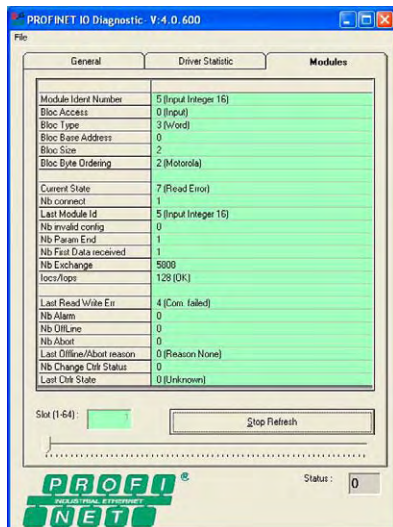 PROFINET IO Diagnostic- V:4.0.600
File
General Driver Statistic Modules
Module Ident Number 5 (Input Integer 16)
Bloc Access 0 (Input)
Bloc Type 3 (Word)
Bloc Base Address 0
Bloc Size 2
Bloc Byte Ordering 2 (Motorola)
Current State 7 (Read Error)
Nb connect 1
Last Module Id 5 (Input Integer 16)
Nb invalid config 0
Nb Param End 1
Nb First Data received 1
Nb Exchange 5808
Iocs/Iops 128 (OK)
Last Read Write Err 4 (Com. failed)
Nb Alarm 0
Nb OffLine 0
Nb Abort 0
Last Offline/Abort reason 0 (Reason None)
Nb Change Ctrlr Status 0
Last Ctrlr State 0 (Unknown)
Slot (1-64) : 1 Stop Refresh
PROFI ®
INDUSTRIAL ETHERNET
NET
Status : 0